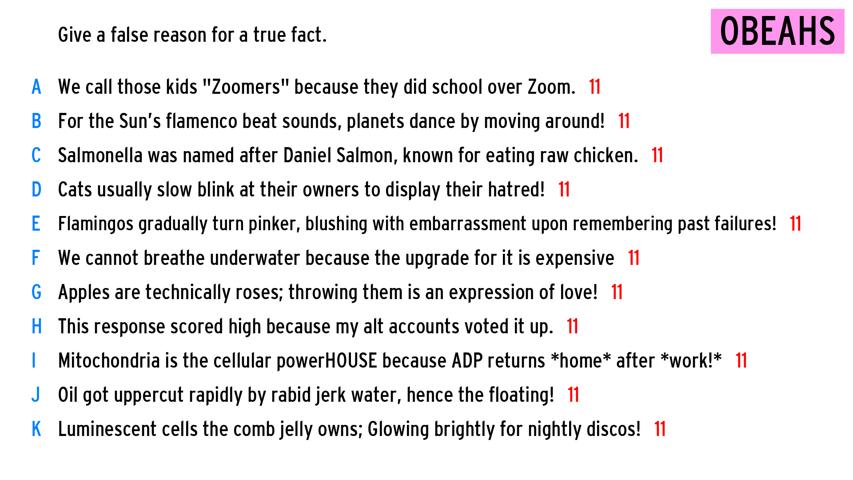 Give a false reason for a true fact.
OBEAHS
A We call those kids "Zoomers" because they did school over Zoom. 11
B For the Sun's flamenco beat sounds, planets dance by moving around! 11
C Salmonella was named after Daniel Salmon, known for eating raw chicken. 11
D Cats usually slow blink at their owners to display their hatred! 11
E Flamingos gradually turn pinker, blushing with embarrassment upon remembering past failures! 11
F We cannot breathe underwater because the upgrade for it is expensive 11
G Apples are technically roses; throwing them is an expression of love! 11
H This response scored high because my alt accounts voted it up. 11
I Mitochondria is the cellular powerHOUSE because ADP returns *home* after *work!* 11
J Oil got uppercut rapidly by rabid jerk water, hence the floating! 11
K Luminescent cells the comb jelly owns; Glowing brightly for nightly discos! 11